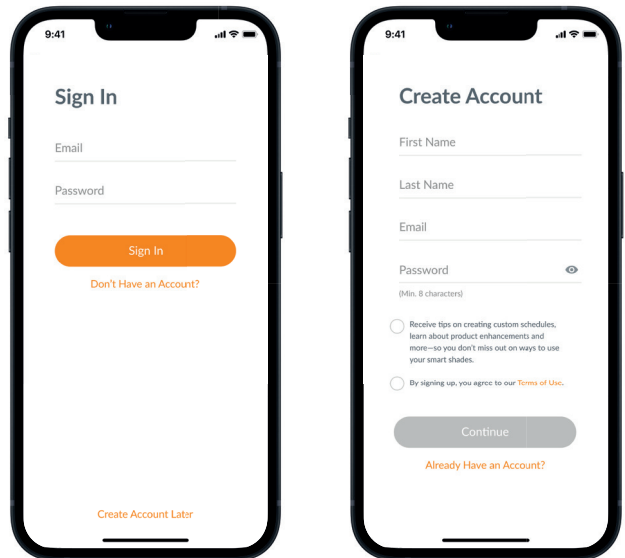 9:41
Sign In
Email
Password
Sign In
Don't Have an Account?
Create Account Later
9:41
Create Account
First Name
Last Name
Email
Password
(Min. 8 characters)
Receive tips on creating custom schedules,
learn about product enhancements and
more—so you don't miss out on ways to use
your smart shades.
By signing up, you agree to our Terms of Use.
Continue
Already Have an Account?